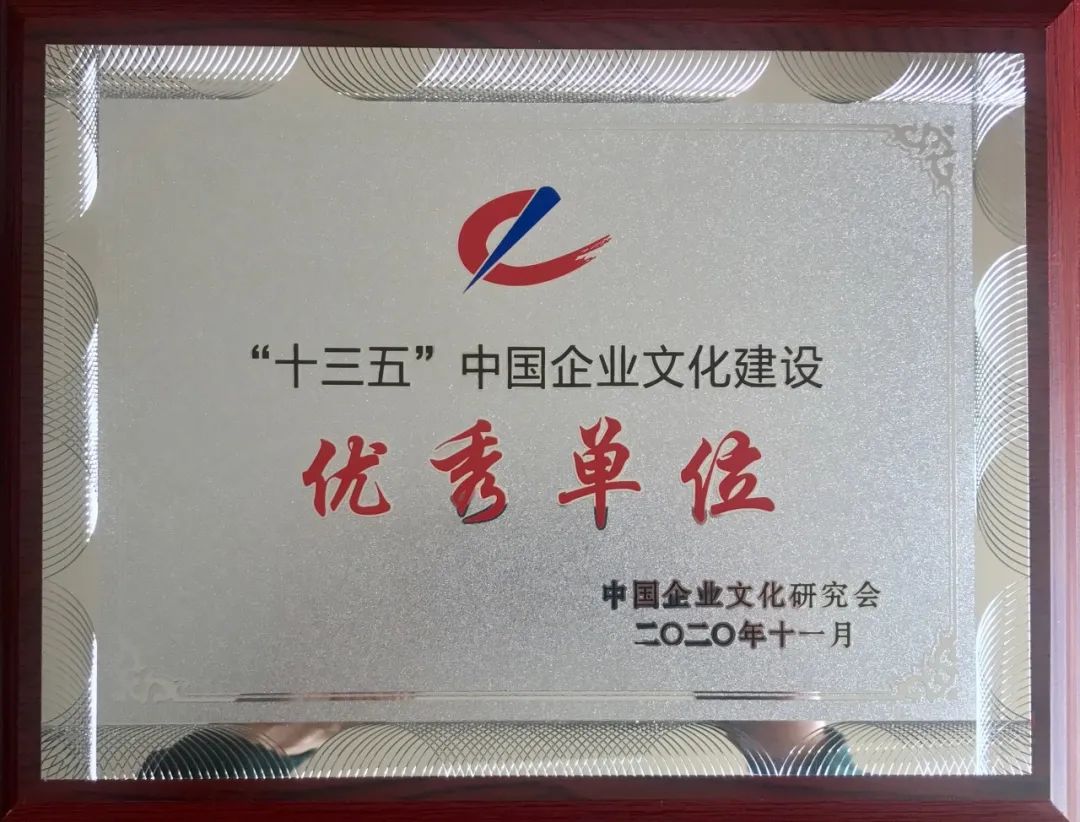 “十三五”中国企业文化建设
优秀单位
中国企业文化研究会
二〇二〇年十一月